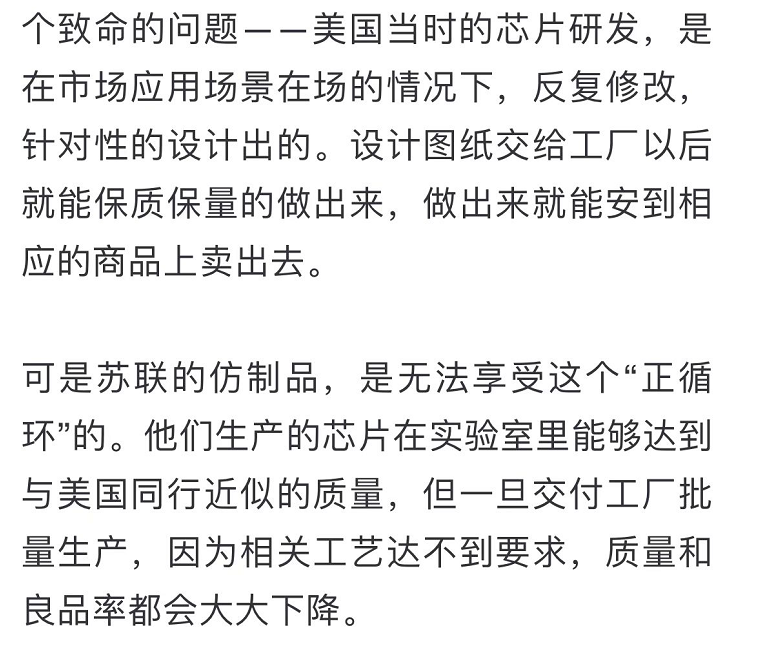 个致命的问题——美国当时的芯片研发，是
在市场应用场景在场的情况下，反复修改，
针对性的设计出的。设计图纸交给工厂以后
就能保质保量的做出来，做出来就能安到相
应的商品上卖出去。
可是苏联的仿制品，是无法享受这个“正循
环”的。他们生产的芯片在实验室里能够达到
与美国同行近似的质量，但一旦交付工厂批
量生产，因为相关工艺达不到要求，质量和
良品率都会大大下降。